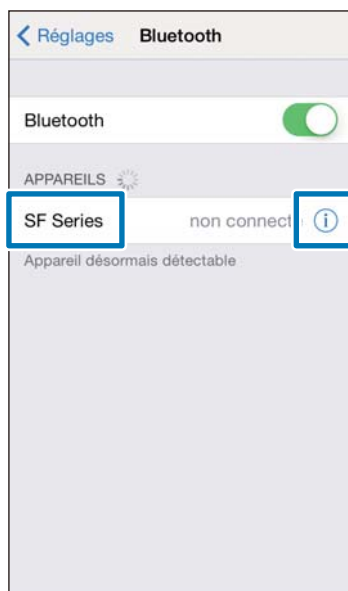 Réglages Bluetooth
Bluetooth
APPAREILS
SF Series non connect
Appareil désormais détectable